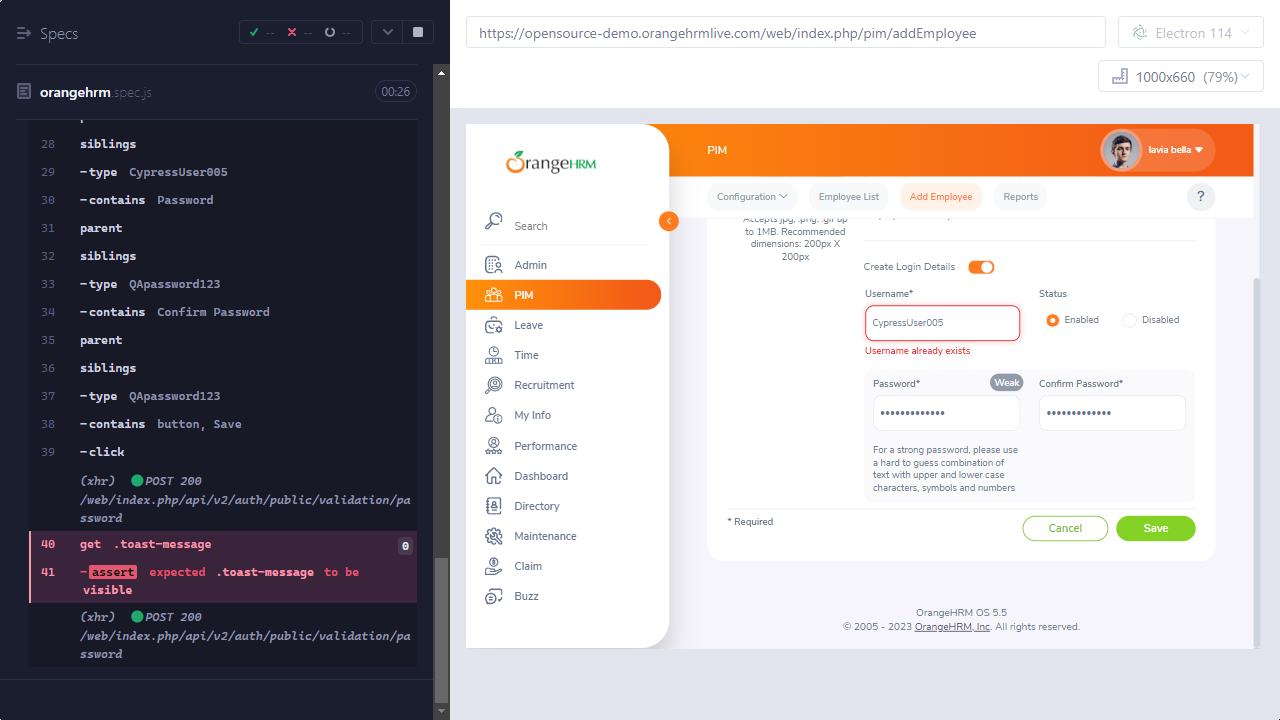 Specs
-- -- --
orangehrm.spec.js
00:26
28 siblings
29 -type CypressUser005
30 -contains Password
31 parent
32 siblings
33 -type QApassword123
34 -contains Confirm Password
35 parent
36 siblings
37 -type QApassword123
38 -contains button, Save
39 -click
(xhr) POST 200
/web/index.php/api/v2/auth/public/validation/pa
ssword
40 get .toast-message 0
41 -assert expected .toast-message to be
visible
(xhr) POST 200
/web/index.php/api/v2/auth/public/validation/pa
ssword
https://opensource-demo.orangehrmlive.com/web/index.php/pim/addEmployee
Electron 114
1000x660 (79%)
OrangeHRM
Search
Admin
PIM
Leave
Time
Recruitment
My Info
Performance
Dashboard
Directory
Maintenance
Claim
Buzz
PIM
lavia bella
Configuration
Employee List
Add Employee
Reports
?
Accepts jpg, .png, .gif up
to 1MB. Recommended
dimensions: 200px X
200px
Create Login Details
Username*
Status
CypressUser005
Enabled
Disabled
Username already exists
Password*
Weak
Confirm Password*
•••••••••••••
•••••••••••••
For a strong password, please use
a hard to guess combination of
text with upper and lower case
characters, symbols and numbers
* Required
Cancel
Save
OrangeHRM OS 5.5
© 2005 - 2023 OrangeHRM, Inc. All rights reserved.